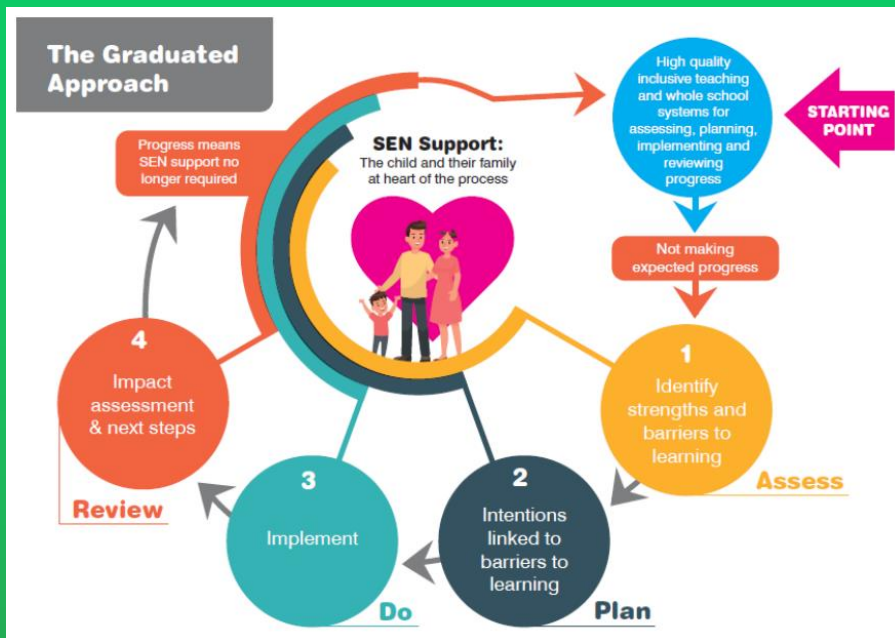 The Graduated
Approach
High quality
inclusive teaching
and whole school
systems for
assessing, planning,
implementing and
reviewing
progress
STARTING
POINT
Progress means
SEN support no
longer required
SEN Support:
The child and their family
at heart of the process
Not making
expected progress
1
Identify
strengths and
barriers to
learning
Assess
2
Intentions
linked to
barriers to
learning
Plan
3
Implement
Do
4
Impact
assessment
& next steps
Review